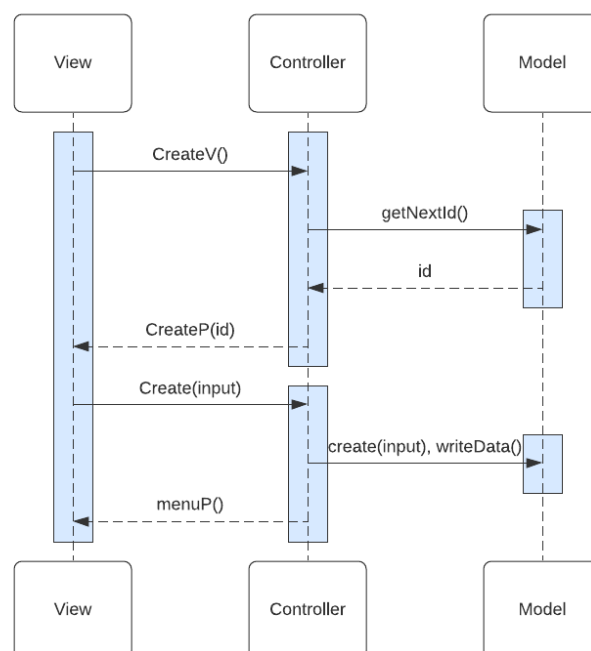 View Controller Model
CreateV()
getNextId()
id
CreateP(id)
Create(input)
create(input), writeData()
menuP()
View Controller Model